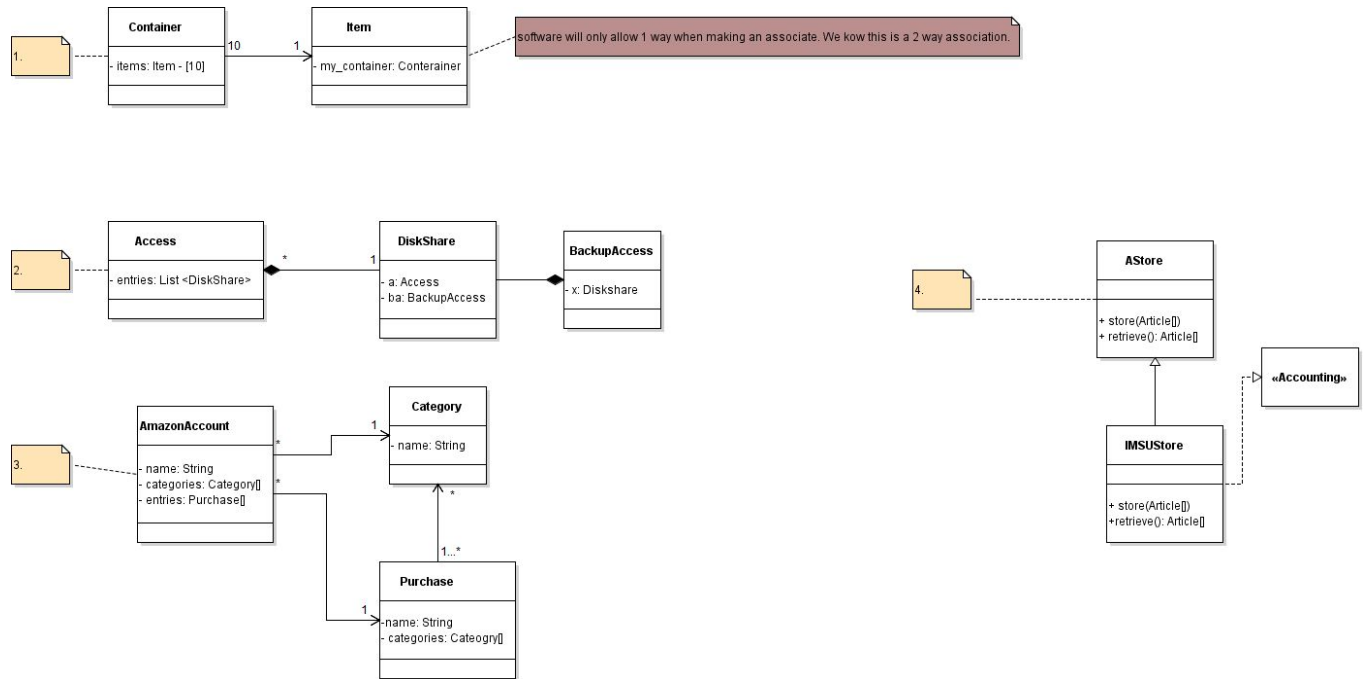 1.
Container
- items: Item - [10]
10
1
Item
- my_container: Conterainer
software will only allow 1 way when making an associate. We kow this is a 2 way association.
2.
Access
- entries: List <DiskShare>
*
1
DiskShare
- a: Access
- ba: BackupAccess
BackupAccess
- x: Diskshare
3.
AmazonAccount
- name: String
- categories: Category[]
- entries: Purchase[]
*
1
*
1
Category
- name: String
*
1...*
Purchase
-name: String
- categories: Cateogry[]
4.
AStore
+ store(Article[])
+ retrieve(): Article[]
«Accounting»
IMSUStore
+ store(Article[])
+retrieve(): Article[]